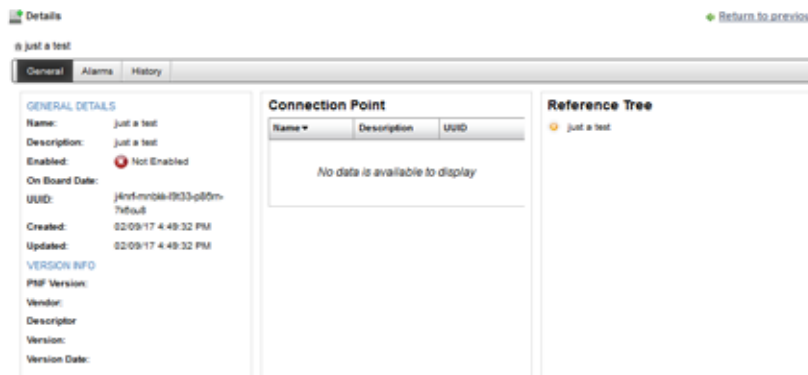 Details
Return to previou
just a test
General Alarms History
GENERAL DETAILS
Name: just a test
Description: just a test
Enabled: Not Enabled
On Board Date:
UUID:
Created: 02/09/17 4:49:32 PM
Updated: 02/09/17 4:49:32 PM
VERSION INFO
PNF Version:
Vendor:
Descriptor
Version:
Version Date:
Connection Point
Name Description UUID
No data is available to display
Reference Tree
just a test